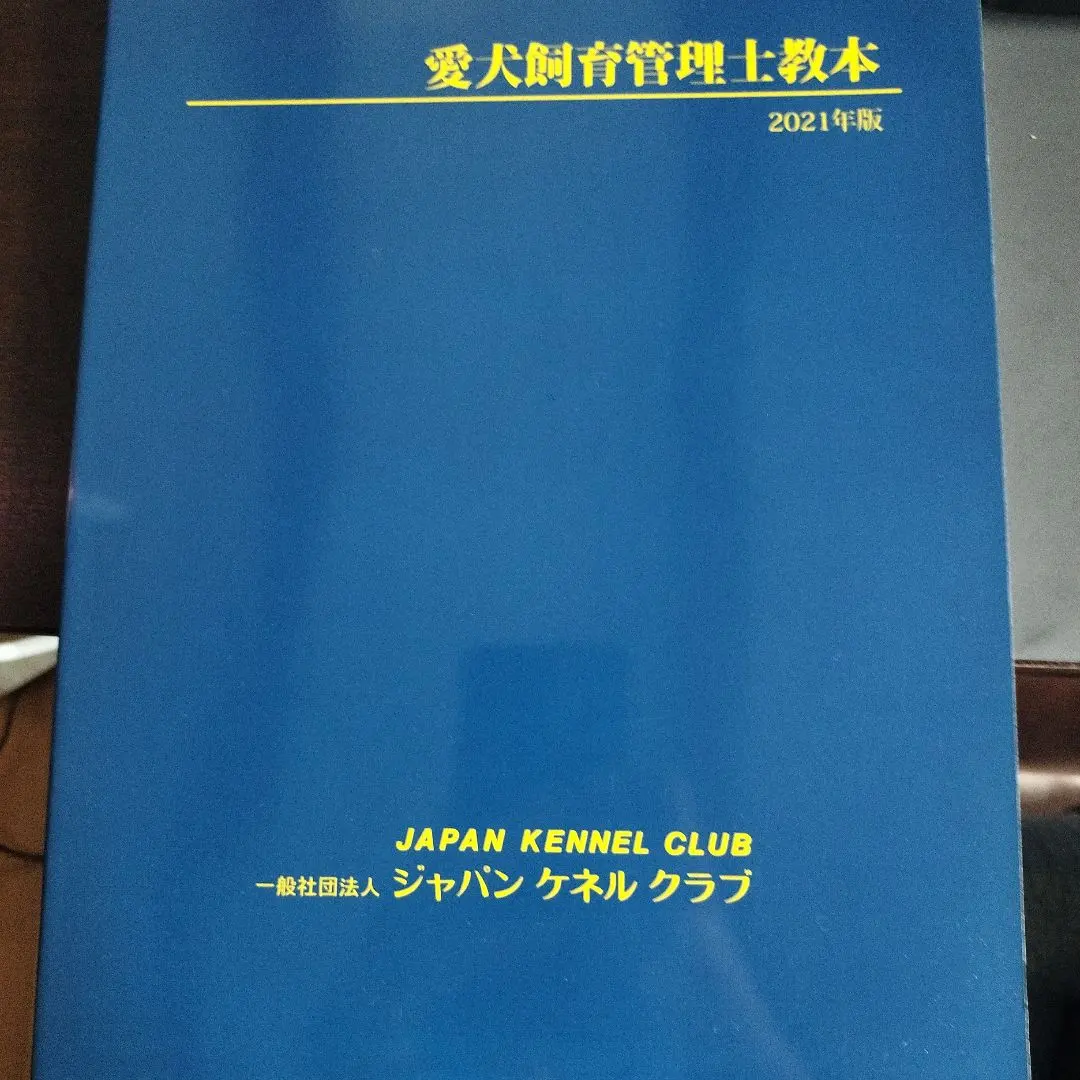 愛犬飼育管理士教本
2021年版
JAPAN KENNEL CLUB
一般社団法人 ジャパン ケネル クラブ